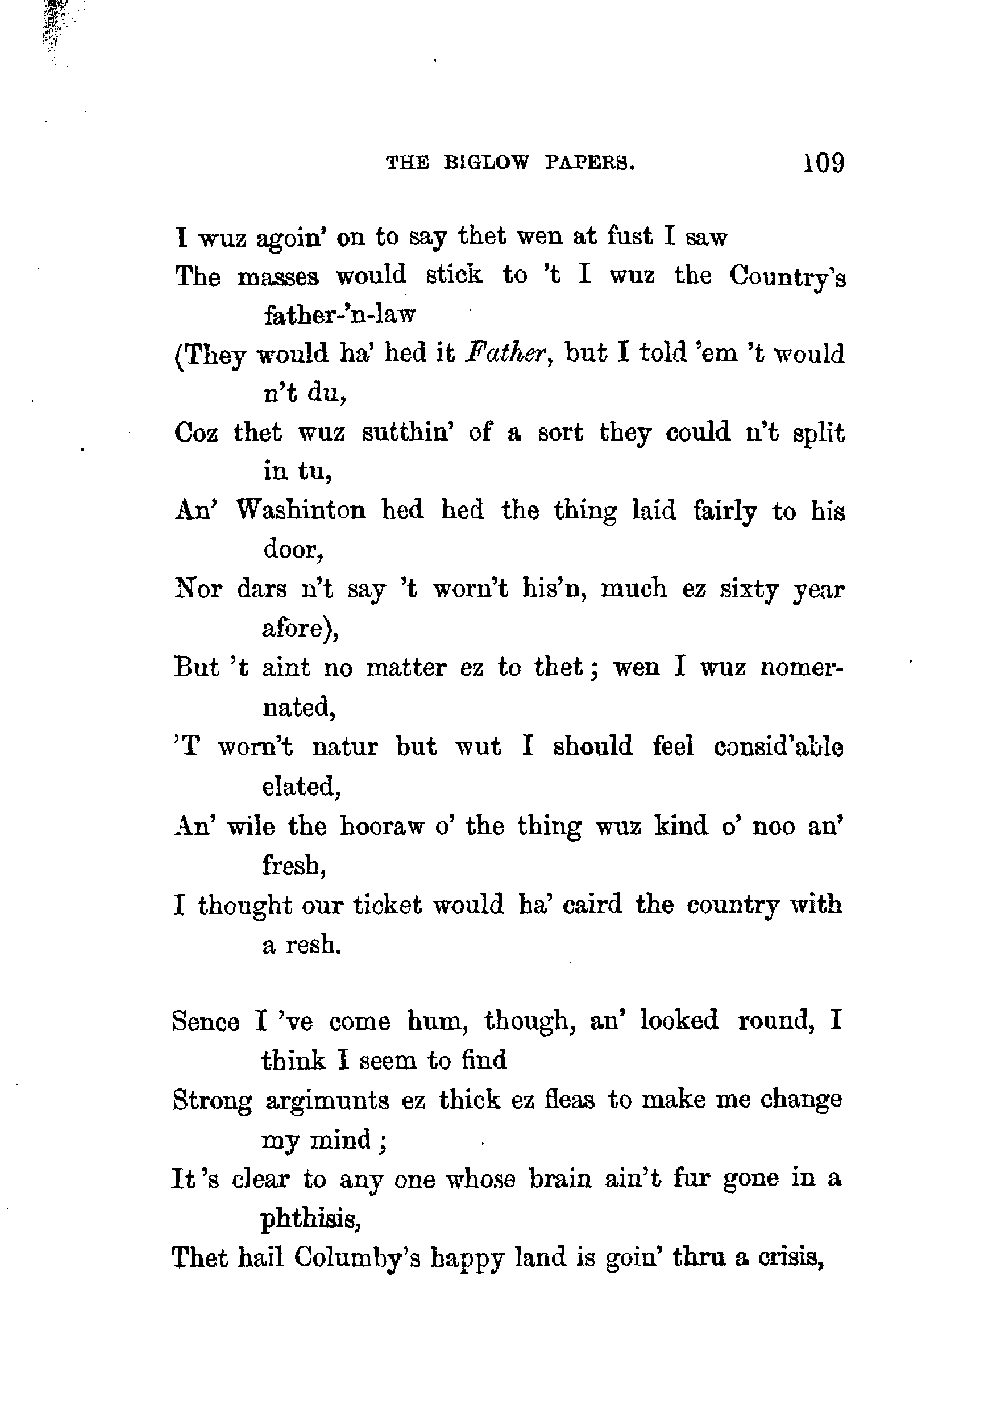 THE BIGLOW PAPERS. 109
I wuz agoin' on to say thet wen at fust I saw
The masses would stick to 't I wuz the Country's
father-'n-law
(They would ha' hed it Father, but I told 'em 't would
n't du,
Coz thet wuz sutthin' of a sort they could n't split
in tu,
An' Washinton hed hed the thing laid fairly to his
door,
Nor dars n't say 't worn't his'n, much ez sixty year
afore),
But 't aint no matter ez to thet; wen I wuz nomer-
nated,
'T worn't natur but wut I should feel consid'able
elated,
An' wile the hooraw o' the thing wuz kind o' noo an'
fresh,
I thought our ticket would ha' caird the country with
a resh.
Sence I 've come hum, though, an' looked round, I
think I seem to find
Strong argimunts ez thick ez fleas to make me change
my mind;
It 's clear to any one whose brain ain't fur gone in a
phthisis,
Thet hail Columby's happy land is goin' thru a crisis,